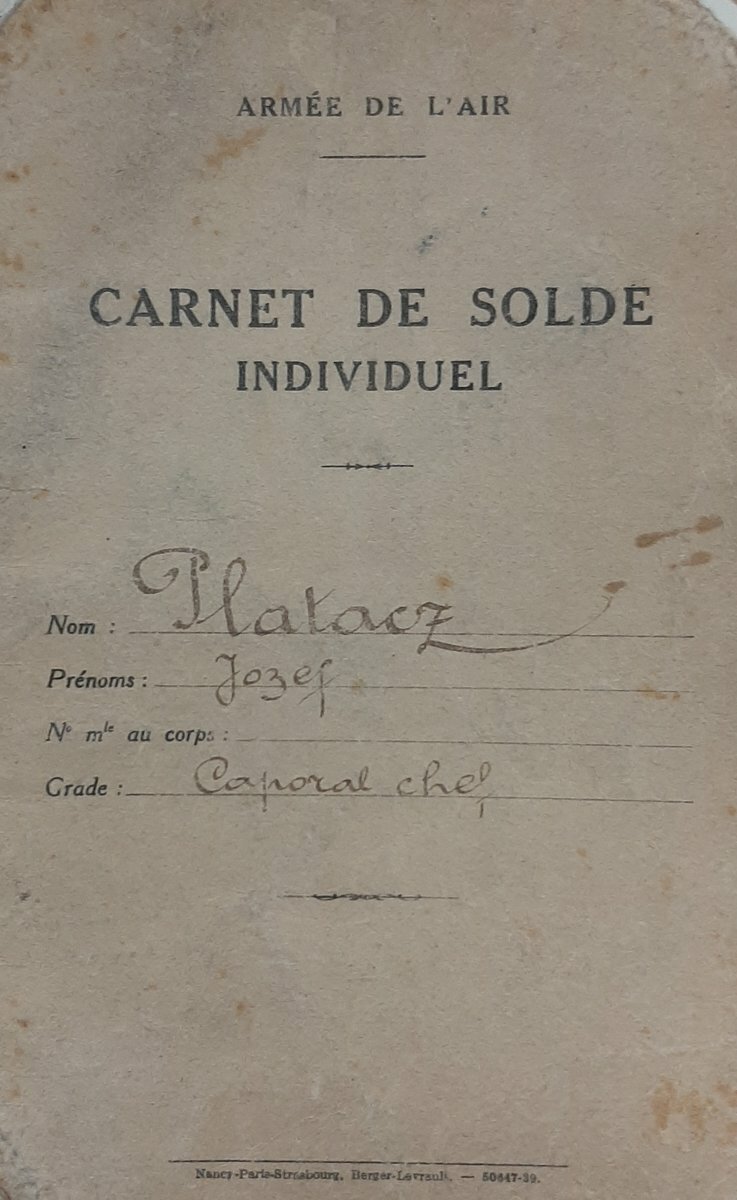 ARMÉE DE L'AIR
CARNET DE SOLDE
INDIVIDUEL
Nom : Platacz
Prénoms : Jozef
No mle au corps :
Grade : Caporal chef
Nancy-Paris-Strasbourg, Berger-Levrault. — 50647-39.